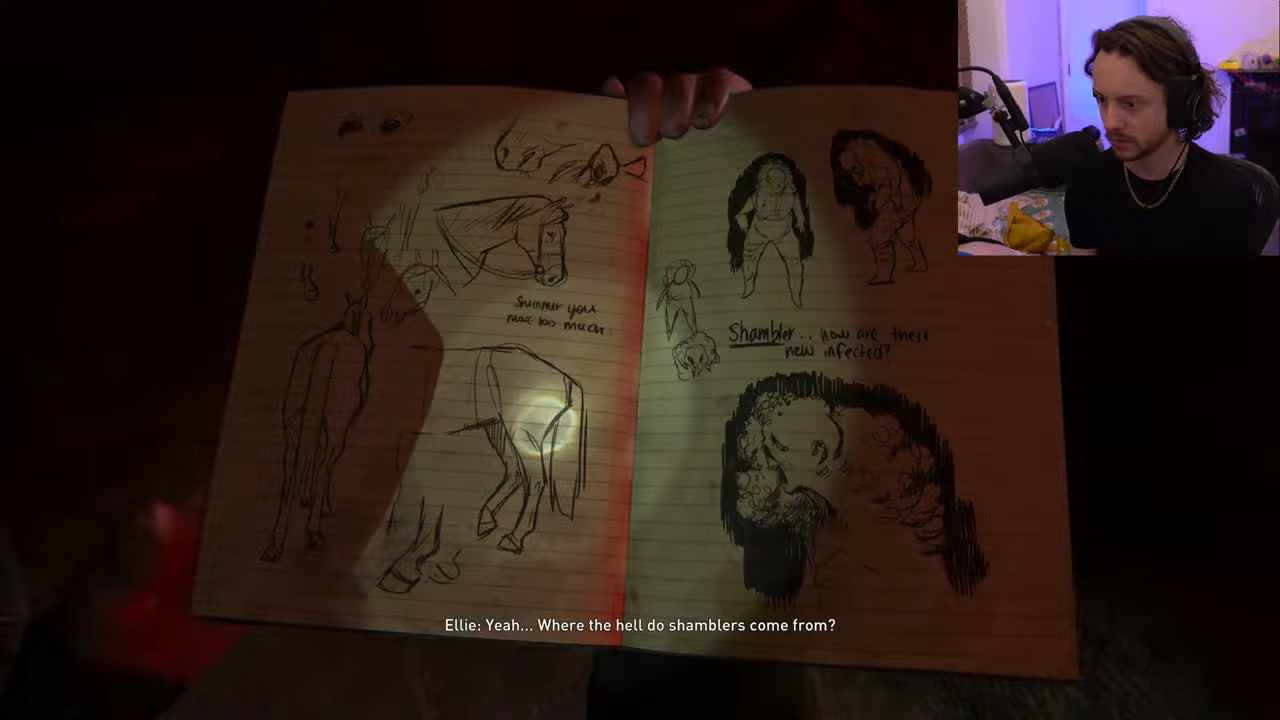 Shimmer you
move too much.
Shambler... how are there
new infected?
Ellie: Yeah... Where the hell do shamblers come from?